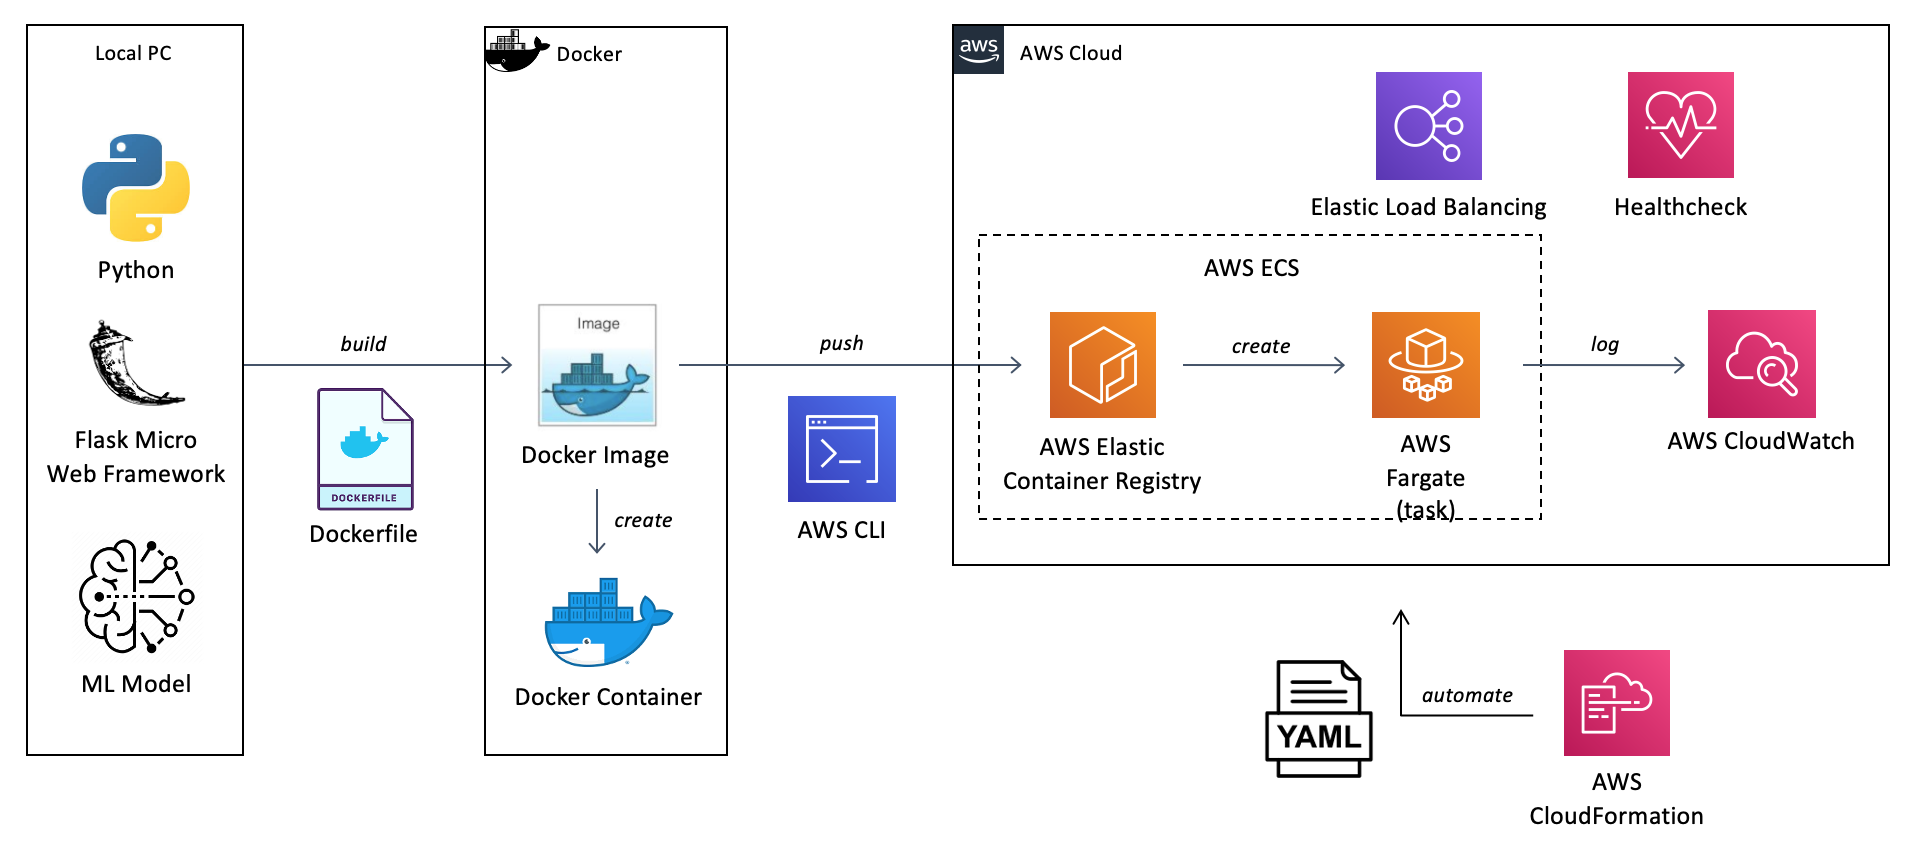 Local PC
Python
Flask Micro
Web Framework
ML Model
build
DOCKERFILE
Dockerfile
Docker
Image
Docker Image
create
Docker Container
push
AWS CLI
aws
AWS Cloud
Elastic Load Balancing
Healthcheck
AWS ECS
AWS Elastic
Container Registry
create
AWS
Fargate
(task)
log
AWS CloudWatch
YAML
automate
AWS
CloudFormation